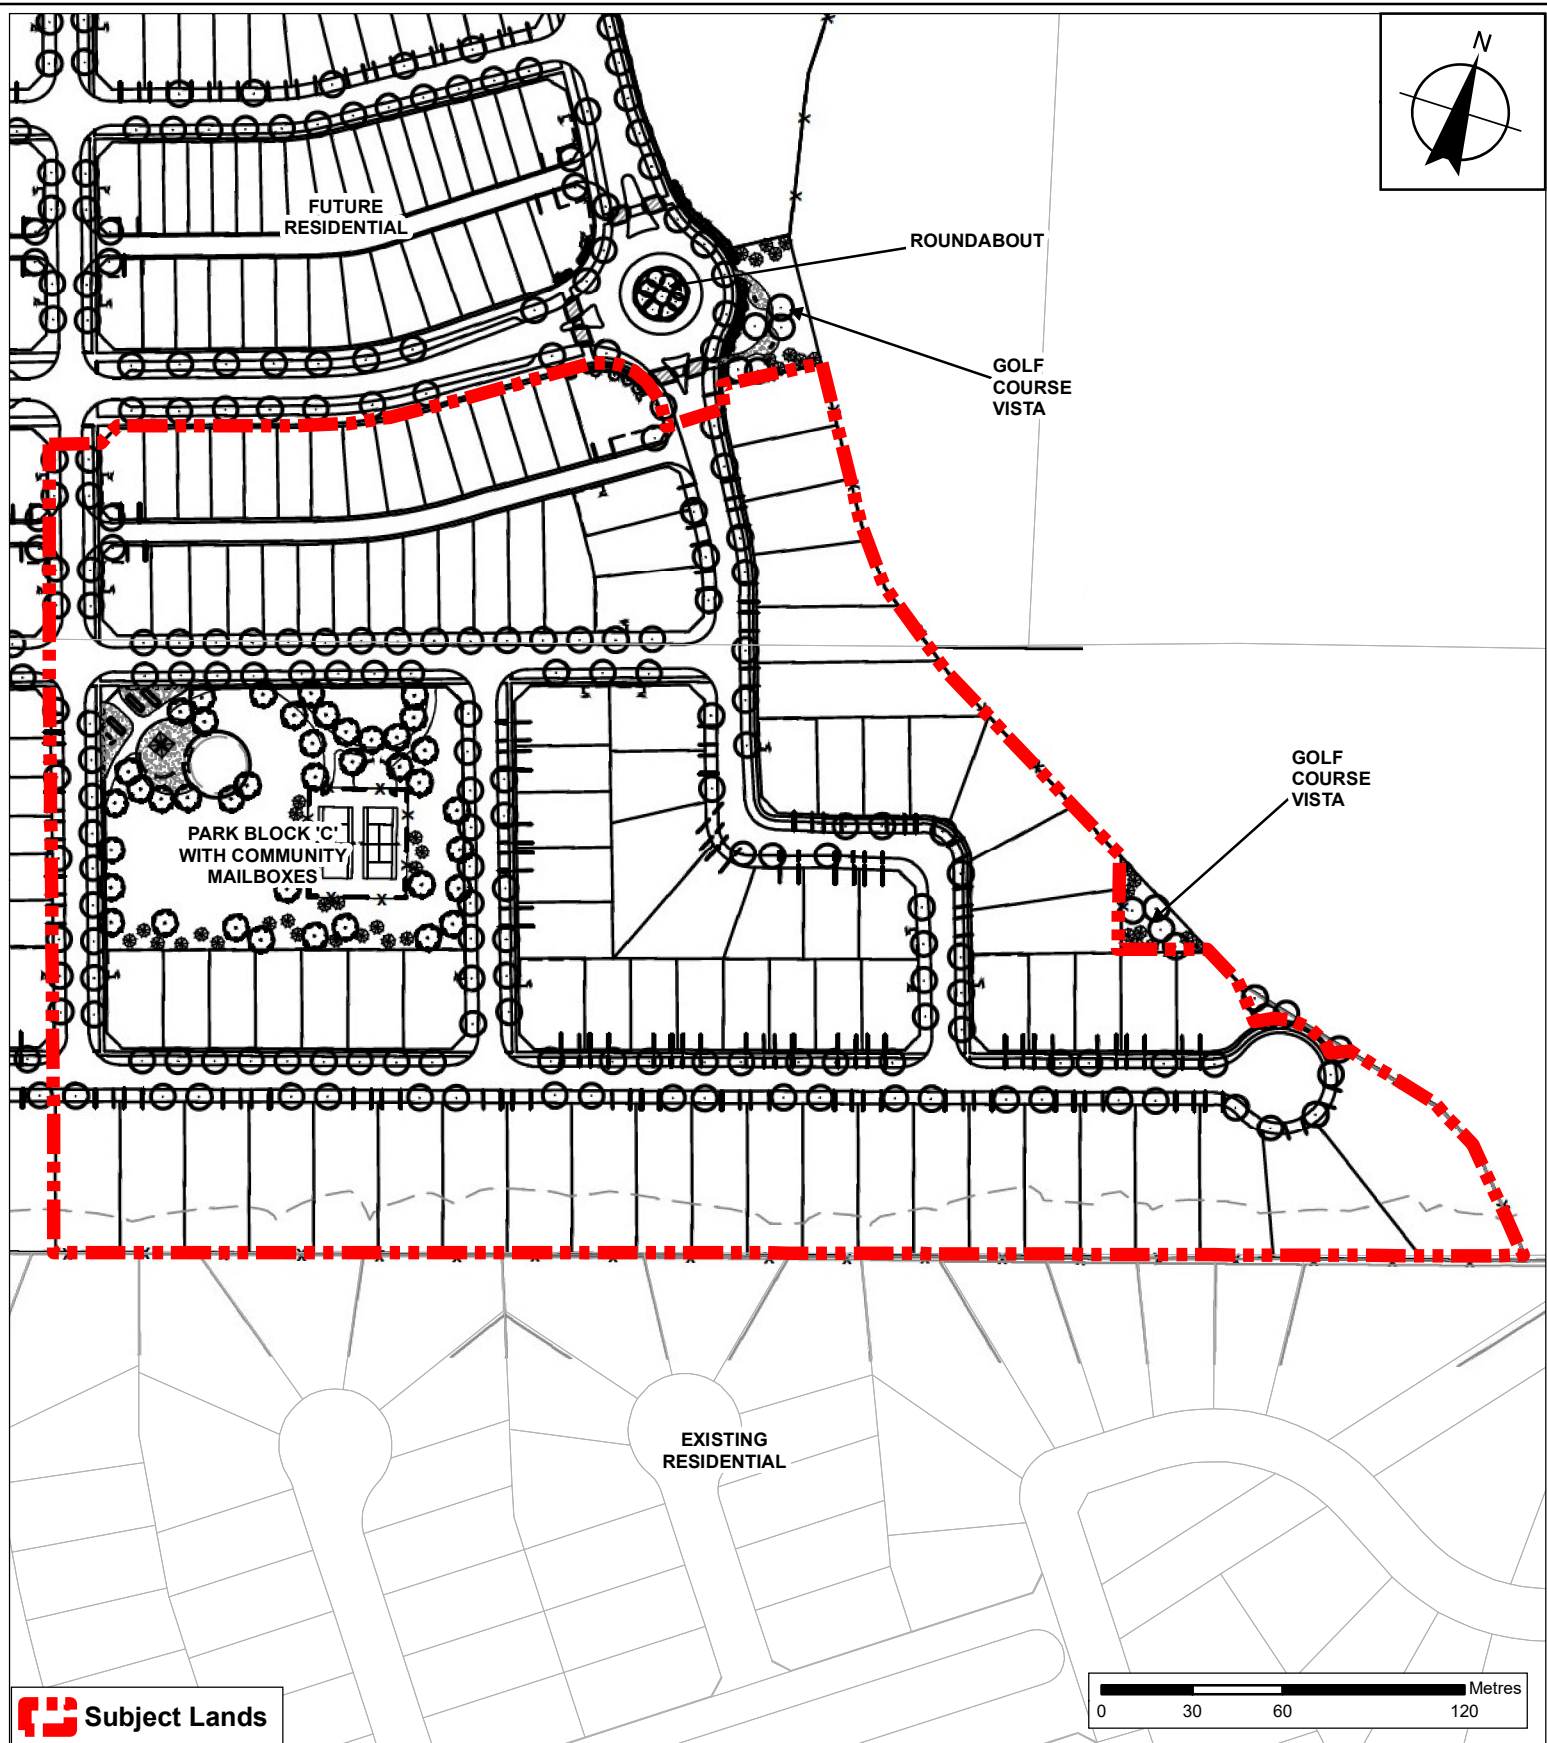 N
FUTURE
RESIDENTIAL
ROUNDABOUT
GOLF
COURSE
VISTA
GOLF
COURSE
VISTA
PARK BLOCK 'C'
WITH COMMUNITY
MAILBOXES
EXISTING
RESIDENTIAL
Subject Lands
Metres
0 30 60 120